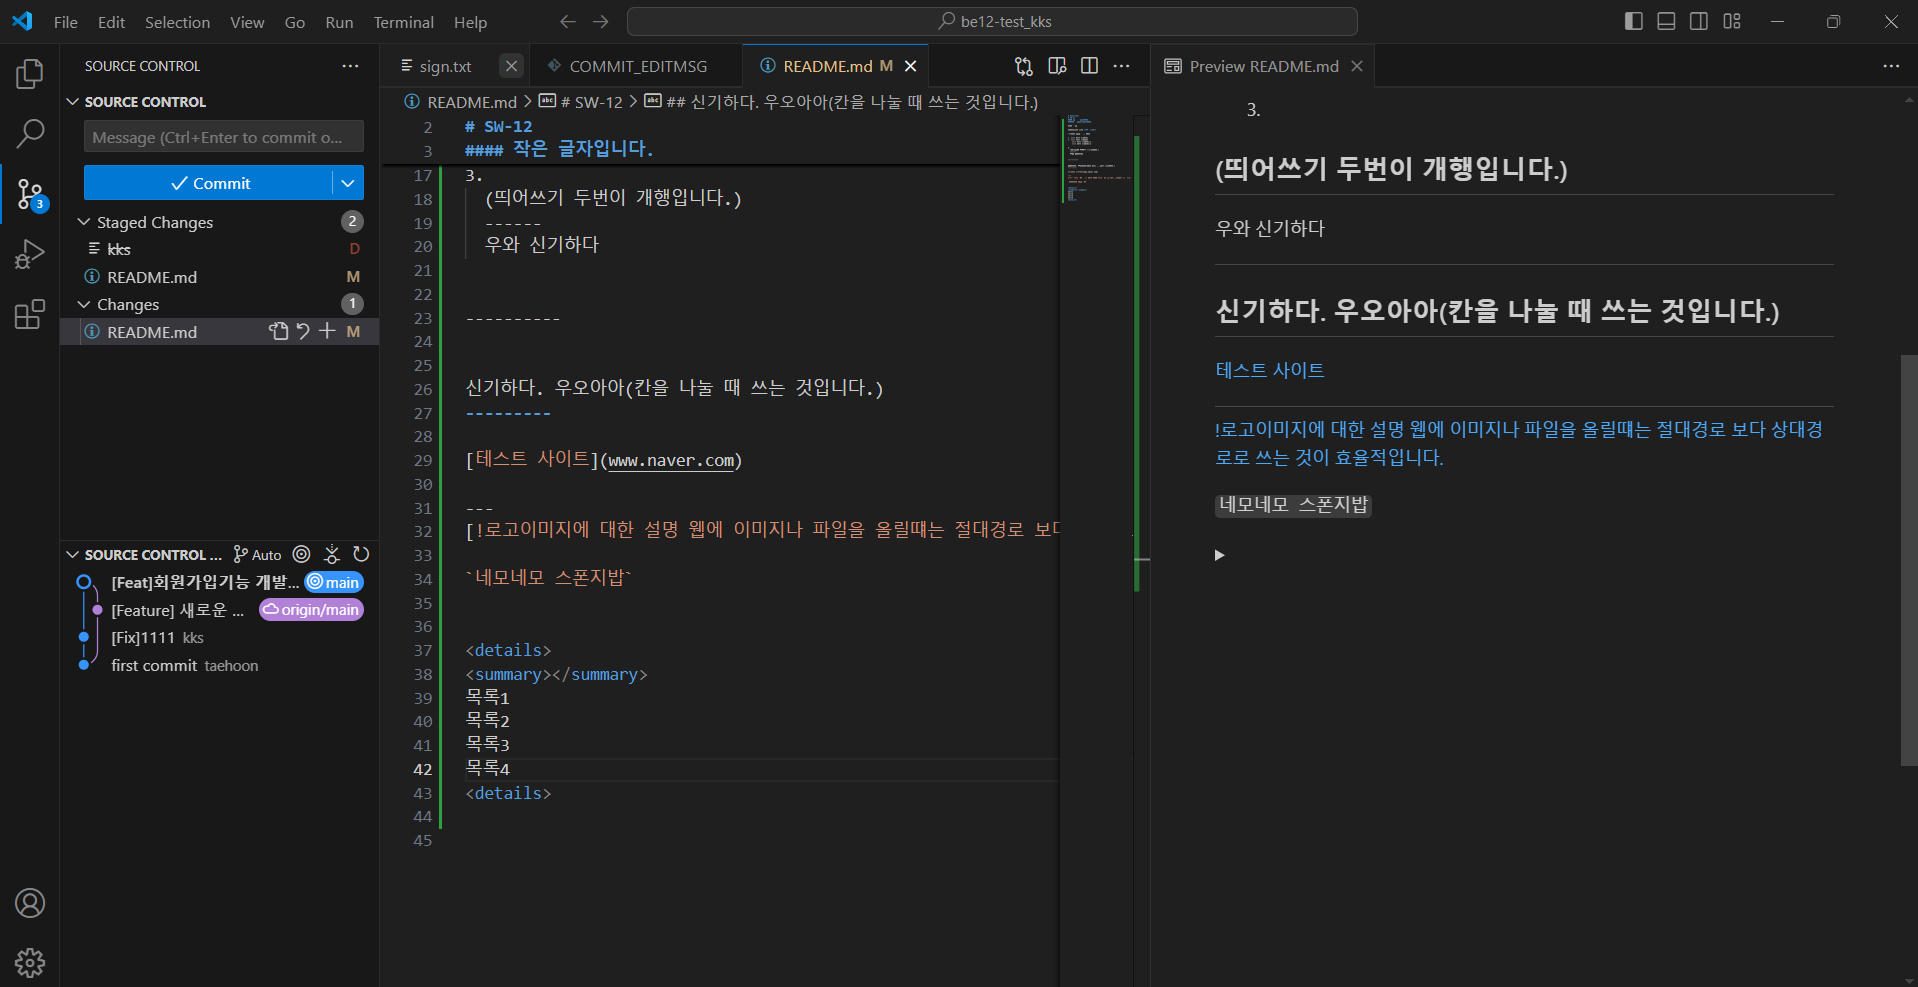 File Edit Selection View Go Run Terminal Help
be12-test_kks
SOURCE CONTROL
SOURCE CONTROL
Message (Ctrl+Enter to commit o...
Commit
3
Staged Changes 2
kks D
README.md M
Changes 1
README.md M
SOURCE CONTROL ... Auto
[Feat]회원가입기능 개발... main
[Feature] 새로운 ... origin/main
[Fix]1111 kks
first commit taehoon
sign.txt COMMIT_EDITMSG README.md M
README.md > # SW-12 > ## 신기하다. 우오아아(칸을 나눌 때 쓰는 것입니다.)
2 # SW-12
3 #### 작은 글자입니다.
17 3.
18 (띄어쓰기 두번이 개행입니다.)
19 ------
20 우와 신기하다
21
22
23 ----------
24
25
26 신기하다. 우오아아(칸을 나눌 때 쓰는 것입니다.)
27 ---------
28
29 [테스트 사이트](www.naver.com)
30
31 ---
32 [!로고이미지에 대한 설명 웹에 이미지나 파일을 올릴떄는 절대경로 보다
33
34 `네모네모 스폰지밥`
35
36
37 <details>
38 <summary></summary>
39 목록1
40 목록2
41 목록3
42 목록4
43 <details>
44
45
Preview README.md
3.
(띄어쓰기 두번이 개행입니다.)
우와 신기하다
신기하다. 우오아아(칸을 나눌 때 쓰는 것입니다.)
테스트 사이트
!로고이미지에 대한 설명 웹에 이미지나 파일을 올릴떄는 절대경로 보다 상대경
로로 쓰는 것이 효율적입니다.
네모네모 스폰지밥